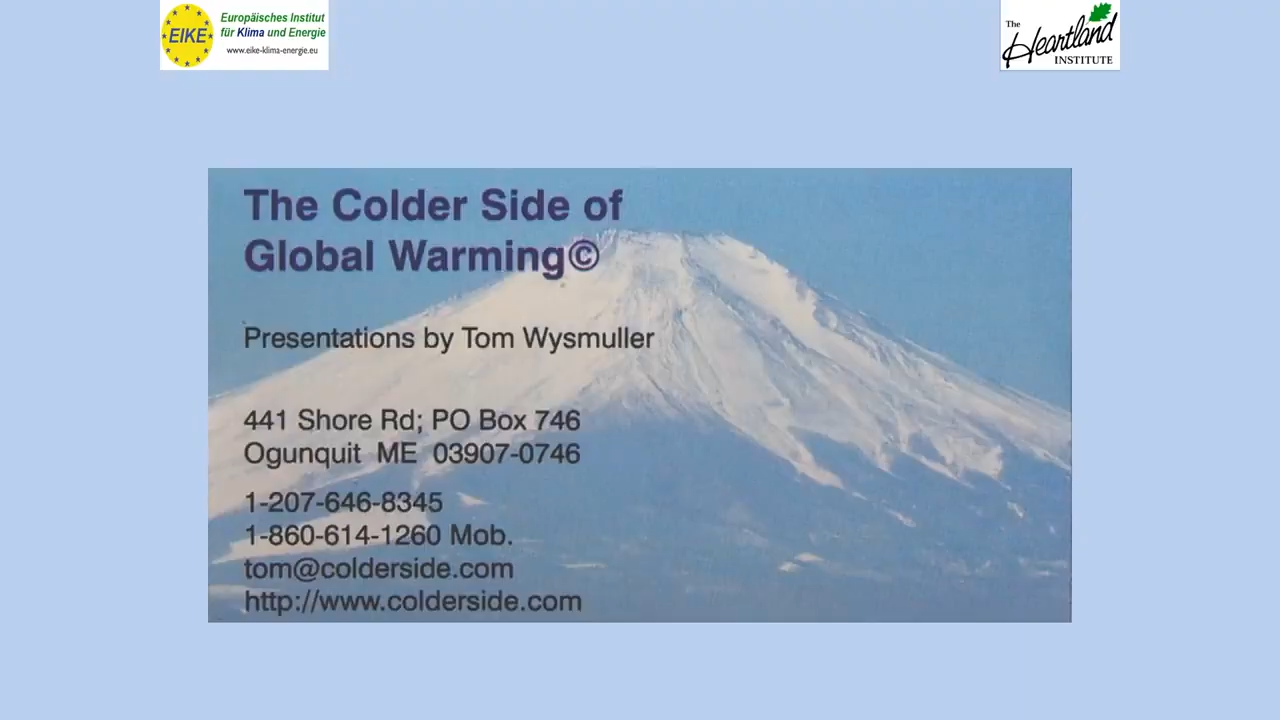 EIKE
Europäisches Institut
für Klima und Energie
www.eike-klima-energie.eu
The
Heartland
INSTITUTE
The Colder Side of
Global Warming©
Presentations by Tom Wysmuller
441 Shore Rd; PO Box 746
Ogunquit ME 03907-0746
1-207-646-8345
1-860-614-1260 Mob.
tom@colderside.com
http://www.colderside.com